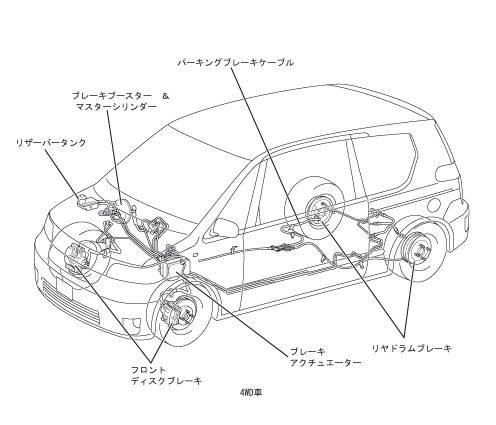 パーキングブレーキケーブル
ブレーキブースター ＆
マスターシリンダー
リザーバータンク
リヤドラムブレーキ
ブレーキ
アクチュエーター
フロント
ディスクブレーキ
4WD車